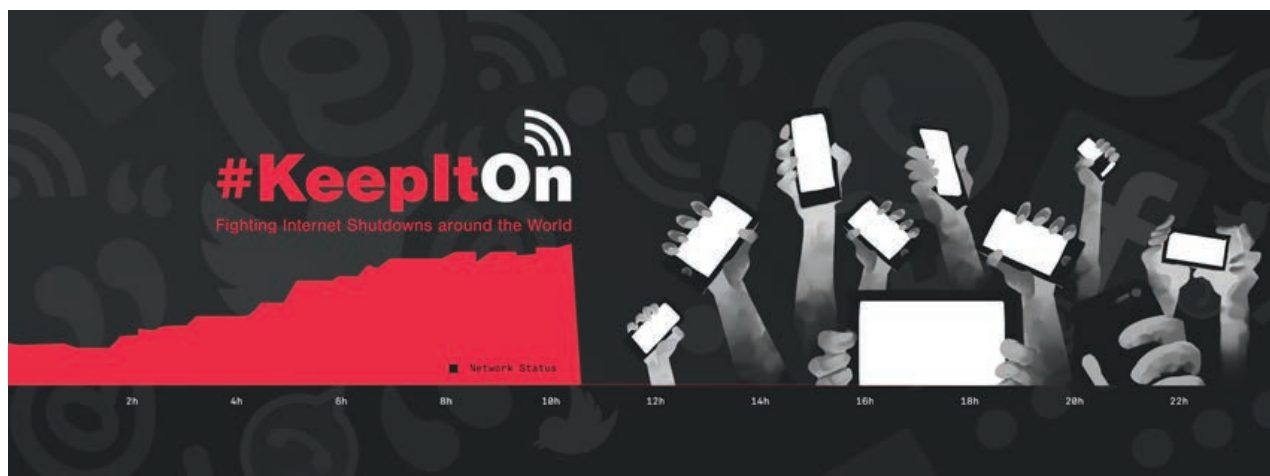 #KeepItOn
Fighting Internet Shutdowns around the World
Network Status
2h 4h 6h 8h 10h 12h 14h 16h 18h 20h 22h